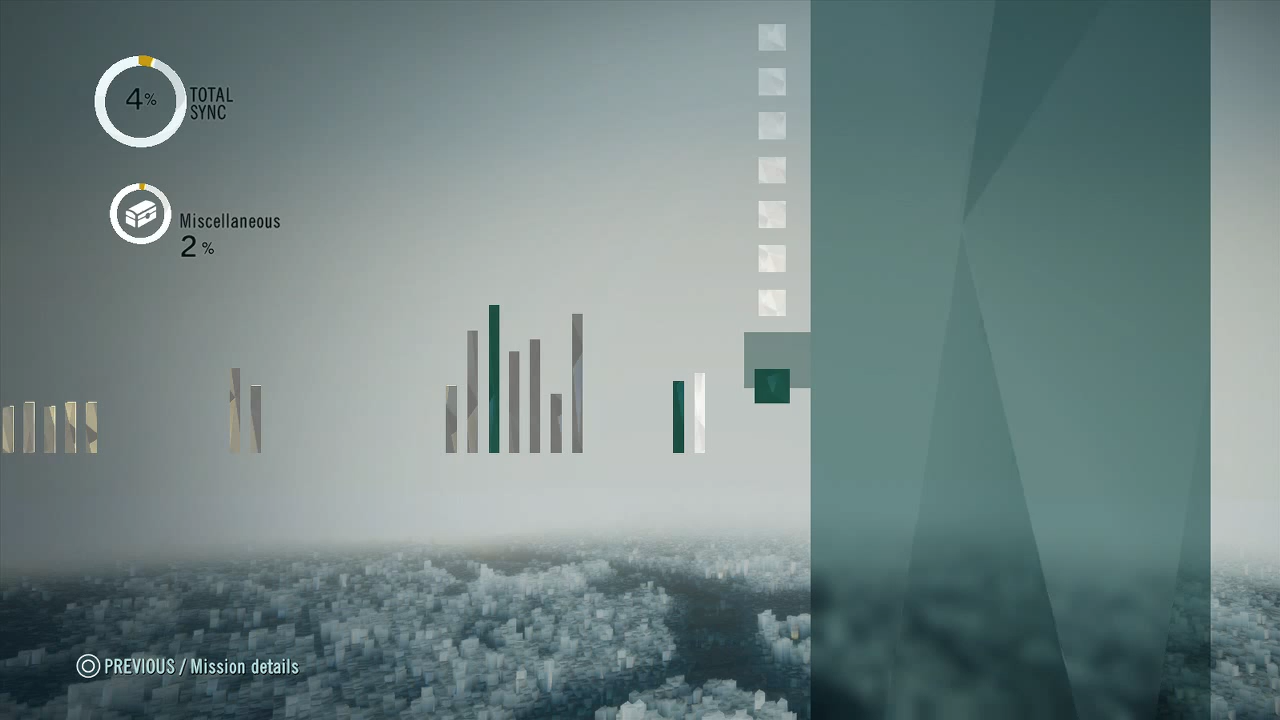 4%
TOTAL
SYNC
Miscellaneous
2 %
PREVIOUS / Mission details